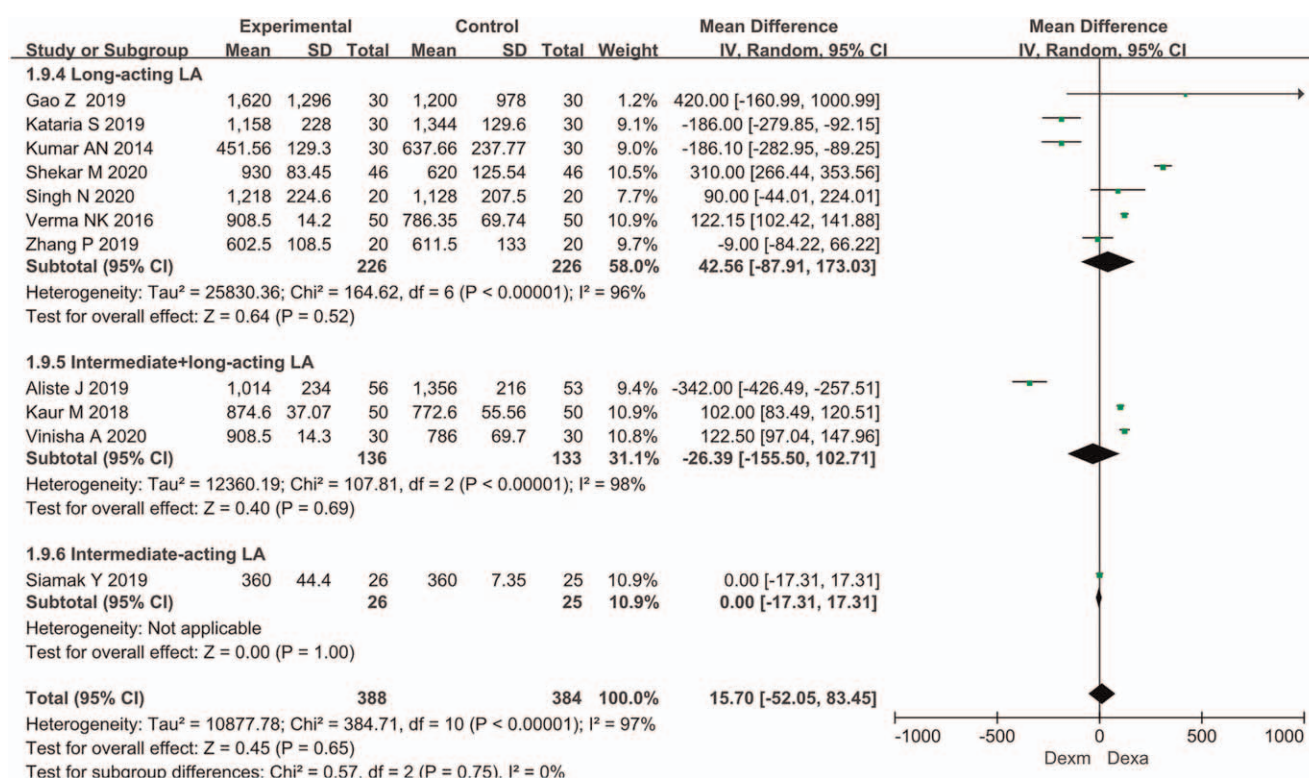 Experimental Control Mean Difference Mean Difference
Study or Subgroup Mean SD Total Mean SD Total Weight IV, Random, 95% CI IV, Random, 95% CI
1.9.4 Long-acting LA
Gao Z 2019 1,620 1,296 30 1,200 978 30 1.2% 420.00 [-160.99, 1000.99]
Kataria S 2019 1,158 228 30 1,344 129.6 30 9.1% -186.00 [-279.85, -92.15]
Kumar AN 2014 451.56 129.3 30 637.66 237.77 30 9.0% -186.10 [-282.95, -89.25]
Shekar M 2020 930 83.45 46 620 125.54 46 10.5% 310.00 [266.44, 353.56]
Singh N 2020 1,218 224.6 20 1,128 207.5 20 7.7% 90.00 [-44.01, 224.01]
Verma NK 2016 908.5 14.2 50 786.35 69.74 50 10.9% 122.15 [102.42, 141.88]
Zhang P 2019 602.5 108.5 20 611.5 133 20 9.7% -9.00 [-84.22, 66.22]
Subtotal (95% CI) 226 226 58.0% 42.56 [-87.91, 173.03]
Heterogeneity: Tau² = 25830.36; Chi² = 164.62, df = 6 (P < 0.00001); I² = 96%
Test for overall effect: Z = 0.64 (P = 0.52)
1.9.5 Intermediate+long-acting LA
Aliste J 2019 1,014 234 56 1,356 216 53 9.4% -342.00 [-426.49, -257.51]
Kaur M 2018 874.6 37.07 50 772.6 55.56 50 10.9% 102.00 [83.49, 120.51]
Vinisha A 2020 908.5 14.3 30 786 69.7 30 10.8% 122.50 [97.04, 147.96]
Subtotal (95% CI) 136 133 31.1% -26.39 [-155.50, 102.71]
Heterogeneity: Tau² = 12360.19; Chi² = 107.81, df = 2 (P < 0.00001); I² = 98%
Test for overall effect: Z = 0.40 (P = 0.69)
1.9.6 Intermediate-acting LA
Siamak Y 2019 360 44.4 26 360 7.35 25 10.9% 0.00 [-17.31, 17.31]
Subtotal (95% CI) 26 25 10.9% 0.00 [-17.31, 17.31]
Heterogeneity: Not applicable
Test for overall effect: Z = 0.00 (P = 1.00)
Total (95% CI) 388 384 100.0% 15.70 [-52.05, 83.45]
Heterogeneity: Tau² = 10877.78; Chi² = 384.71, df = 10 (P < 0.00001); I² = 97%
Test for overall effect: Z = 0.45 (P = 0.65)
Test for subgroup differences: Chi² = 0.57, df = 2 (P = 0.75), I² = 0%
-1000 -500 0 500 1000
Dexm Dexa